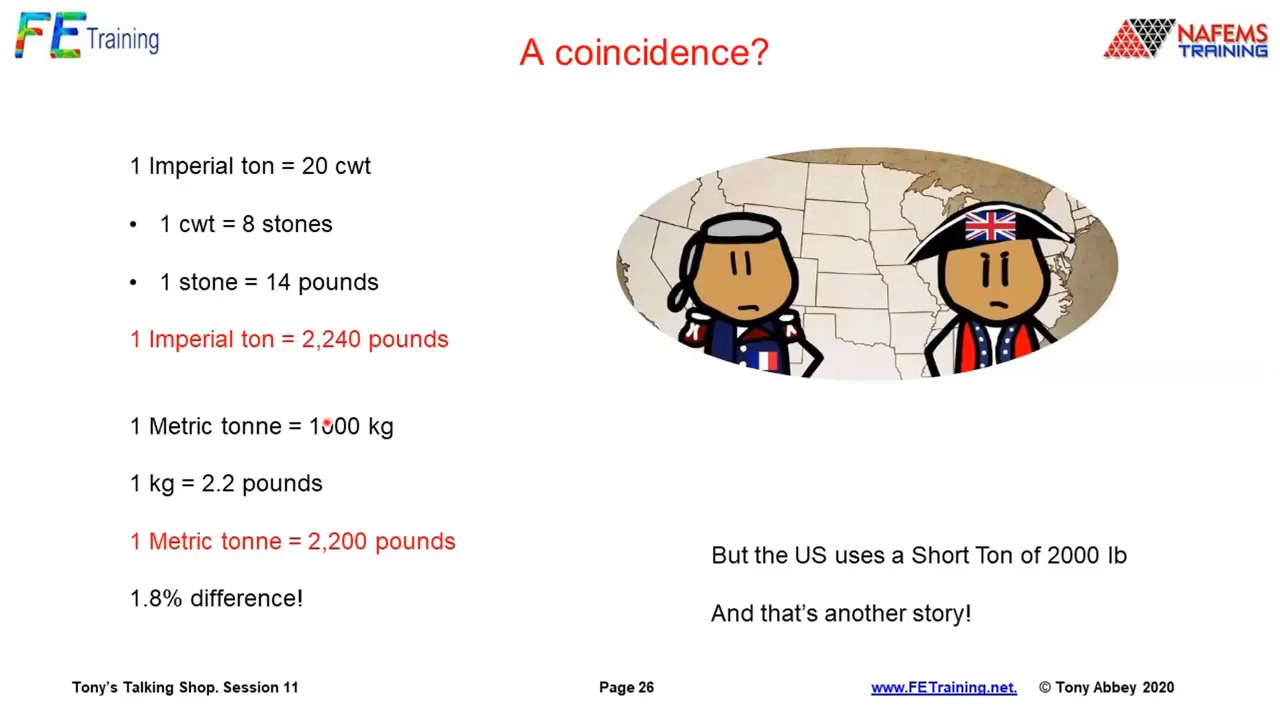 FE Training
A coincidence?
NAFEMS
TRAINING
1 Imperial ton = 20 cwt
• 1 cwt = 8 stones
• 1 stone = 14 pounds
1 Imperial ton = 2,240 pounds
1 Metric tonne = 1000 kg
1 kg = 2.2 pounds
1 Metric tonne = 2,200 pounds
1.8% difference!
But the US uses a Short Ton of 2000 lb
And that's another story!
Tony's Talking Shop. Session 11
Page 26
www.FETraining.net. © Tony Abbey 2020